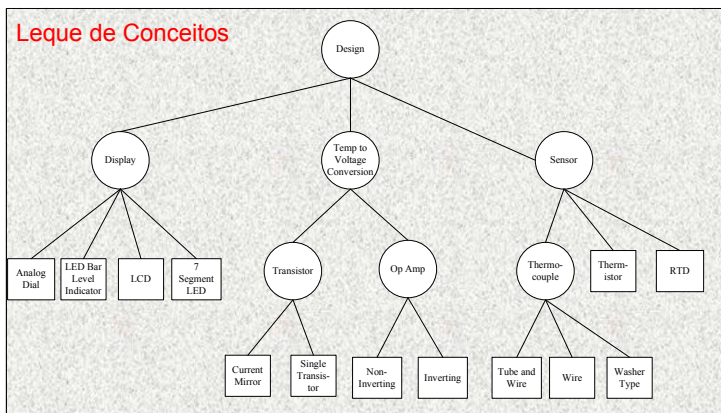 Leque de Conceitos
Design
Display
Temp to
Voltage
Conversion
Sensor
Analog
Dial
LED Bar
Level
Indicator
LCD
7
Segment
LED
Transistor
Op Amp
Thermo-
couple
Therm-
istor
RTD
Current
Mirror
Single
Transis-
tor
Non-
Inverting
Inverting
Tube and
Wire
Wire
Washer
Type